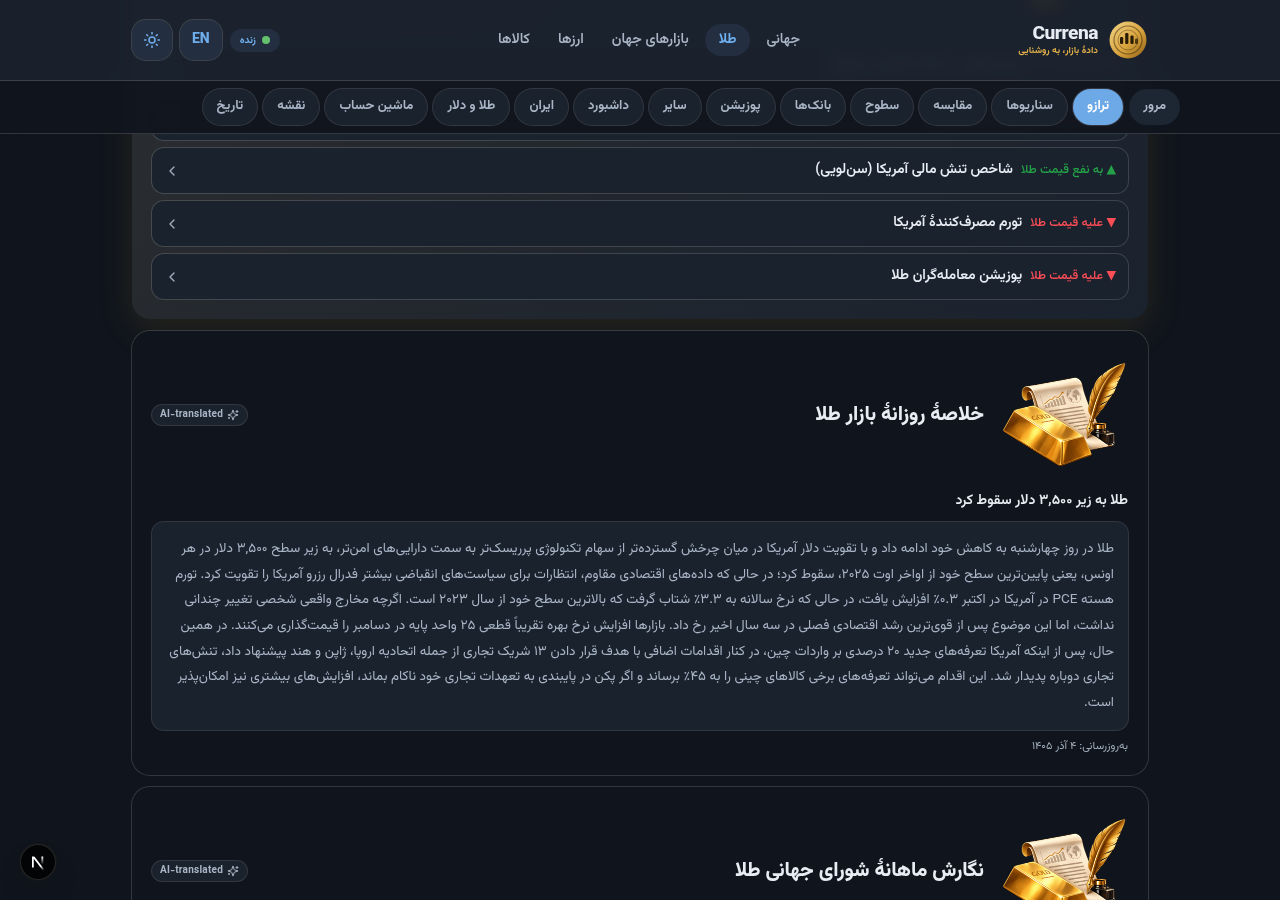 Currena
دادهٔ بازار، به روشنایی
جهانی
طلا
بازارهای جهان
ارزها
کالاها
زنده
EN
مرور
ترازو
سناریوها
مقایسه
سطوح
بانک‌ها
پوزیشن
سایر
داشبورد
ایران
طلا و دلار
ماشین حساب
نقشه
تاریخ
▲ به نفع قیمت طلا شاخص تنش مالی آمریکا (سن‌لویی)
▼ علیه قیمت طلا تورم مصرف‌کنندهٔ آمریکا
▼ علیه قیمت طلا پوزیشن معامله‌گران طلا
خلاصهٔ روزانهٔ بازار طلا
AI-translated
GOLD
طلا به زیر ۳,۵۰۰ دلار سقوط کرد
طلا در روز چهارشنبه به کاهش خود ادامه داد و با تقویت دلار آمریکا در میان چرخش گسترده‌تر از سهام تکنولوژی پرریسک‌تر به سمت دارایی‌های امن‌تر، به زیر سطح ۳,۵۰۰ دلار در هر
اونس، یعنی پایین‌ترین سطح خود از اواخر اوت ۲۰۲۵، سقوط کرد؛ در حالی که داده‌های اقتصادی مقاوم، انتظارات برای سیاست‌های انقباضی بیشتر فدرال رزرو آمریکا را تقویت کرد. تورم
هسته PCE در آمریکا در اکتبر ۰.۳٪ افزایش یافت، در حالی که نرخ سالانه به ۳.۳٪ شتاب گرفت که بالاترین سطح خود از سال ۲۰۲۳ است. اگرچه مخارج واقعی شخصی تغییر چندانی
نداشت، اما این موضوع پس از قوی‌ترین رشد اقتصادی فصلی در سه سال اخیر رخ داد. بازارها افزایش نرخ بهره تقریباً قطعی ۲۵ واحد پایه در دسامبر را قیمت‌گذاری می‌کنند. در همین
حال، پس از اینکه آمریکا تعرفه‌های جدید ۲۰ درصدی بر واردات چین، در کنار اقدامات اضافی با هدف قرار دادن ۱۳ شریک تجاری از جمله اتحادیه اروپا، ژاپن و هند پیشنهاد داد، تنش‌های
تجاری دوباره پدیدار شد. این اقدام می‌تواند تعرفه‌های برخی کالاهای چینی را به ۴۵٪ برساند و اگر پکن در پایبندی به تعهدات تجاری خود ناکام بماند، افزایش‌های بیشتری نیز امکان‌پذیر
است.
به‌روزرسانی: ۴ آذر ۱۴۰۵
نگارش ماهانهٔ شورای جهانی طلا
AI-translated
N